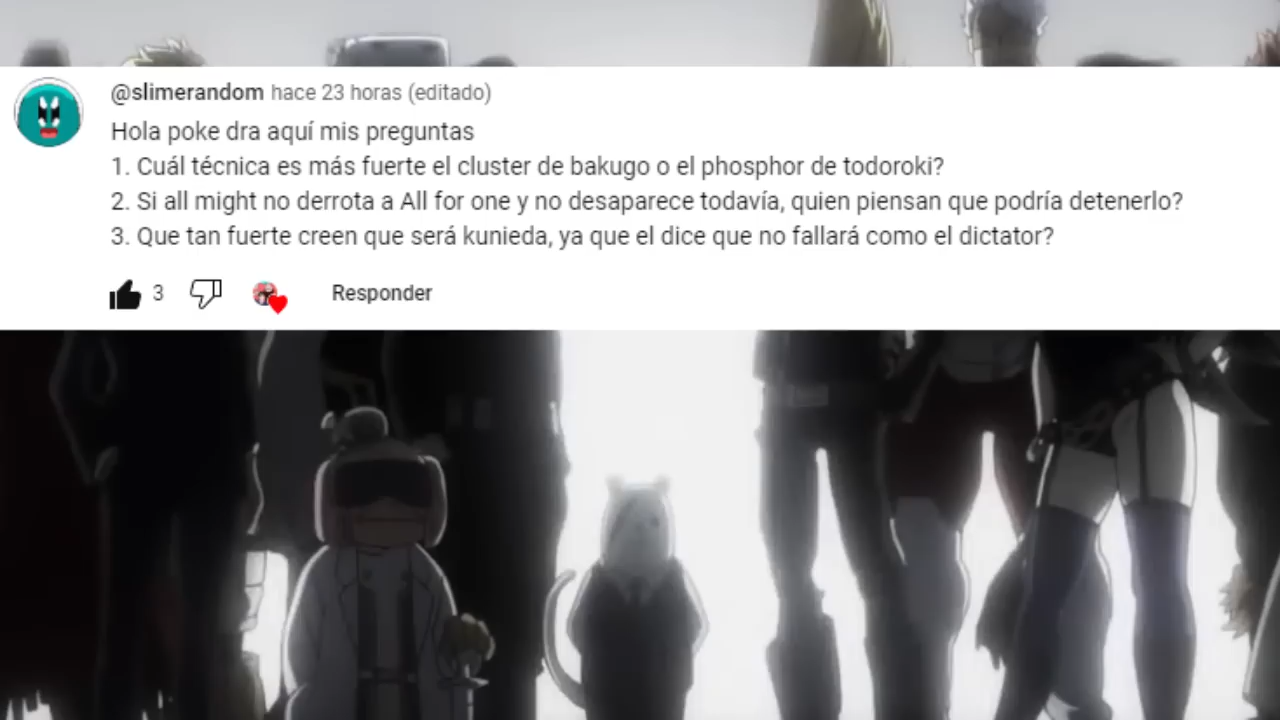 @slimerandom hace 23 horas (editado)
Hola poke dra aquí mis preguntas
1. Cuál técnica es más fuerte el cluster de bakugo o el phosphor de todoroki?
2. Si all might no derrota a All for one y no desaparece todavía, quien piensan que podría detenerlo?
3. Que tan fuerte creen que será kunieda, ya que el dice que no fallará como el dictator?
3 Responder